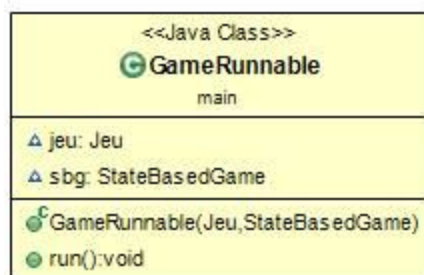 <<Java Class>>
GameRunnable
main
jeu: Jeu
sbg: StateBasedGame
GameRunnable(Jeu,StateBasedGame)
run():void